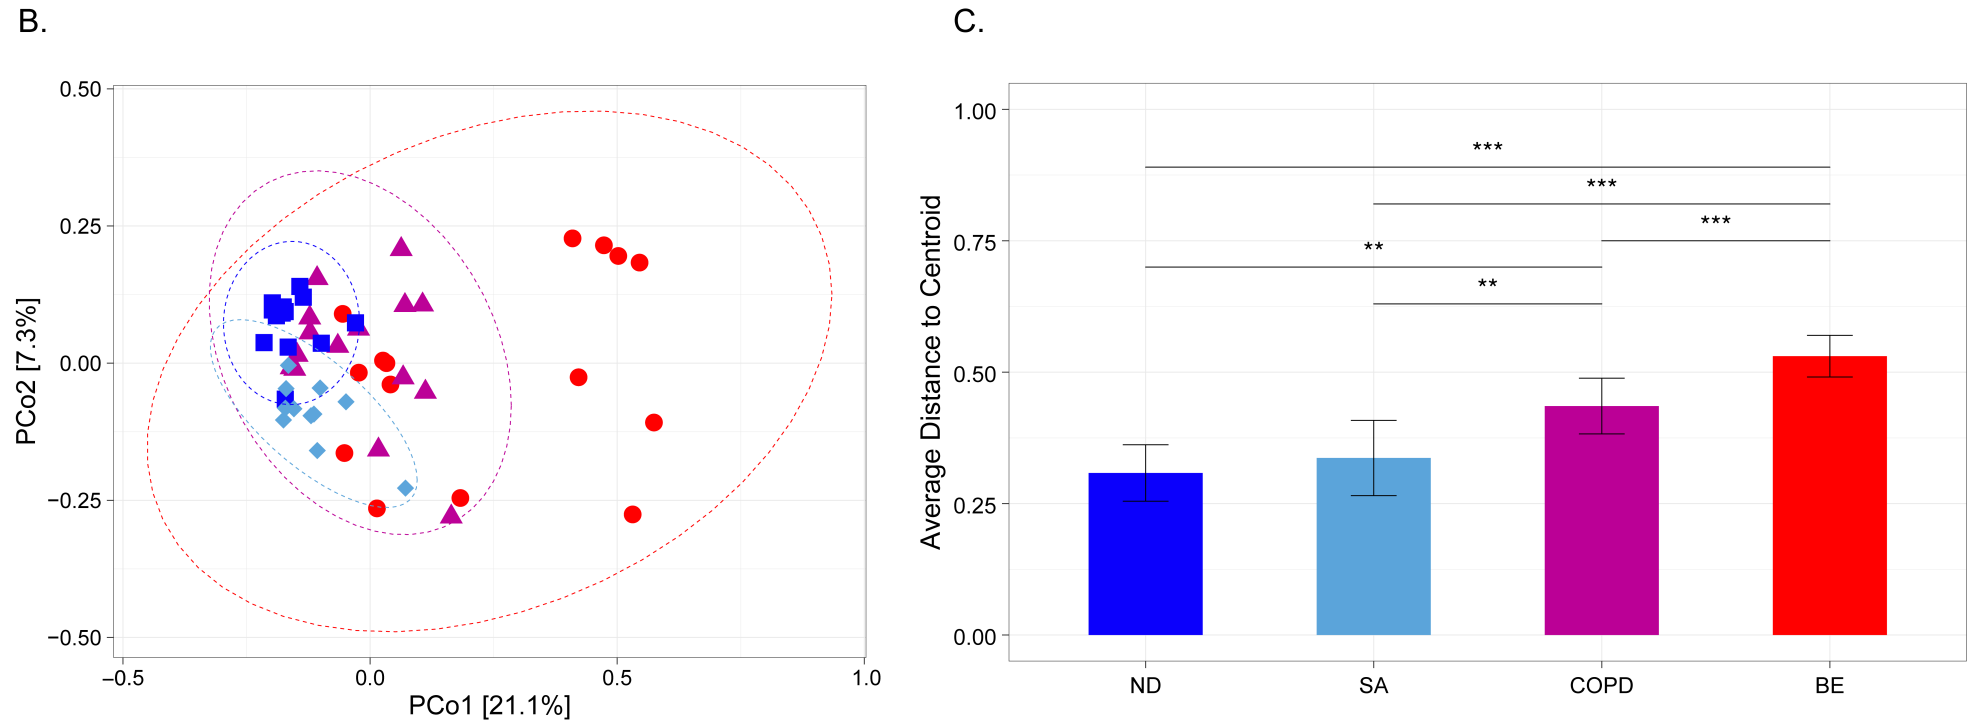 B.
0.50
0.25
0.00
−0.25
−0.50
PCo2 [7.3%]
−0.5
0.0
0.5
1.0
PCo1 [21.1%]
C.
1.00
0.75
0.50
0.25
0.00
Average Distance to Centroid
***
***
***
**
**
ND
SA
COPD
BE